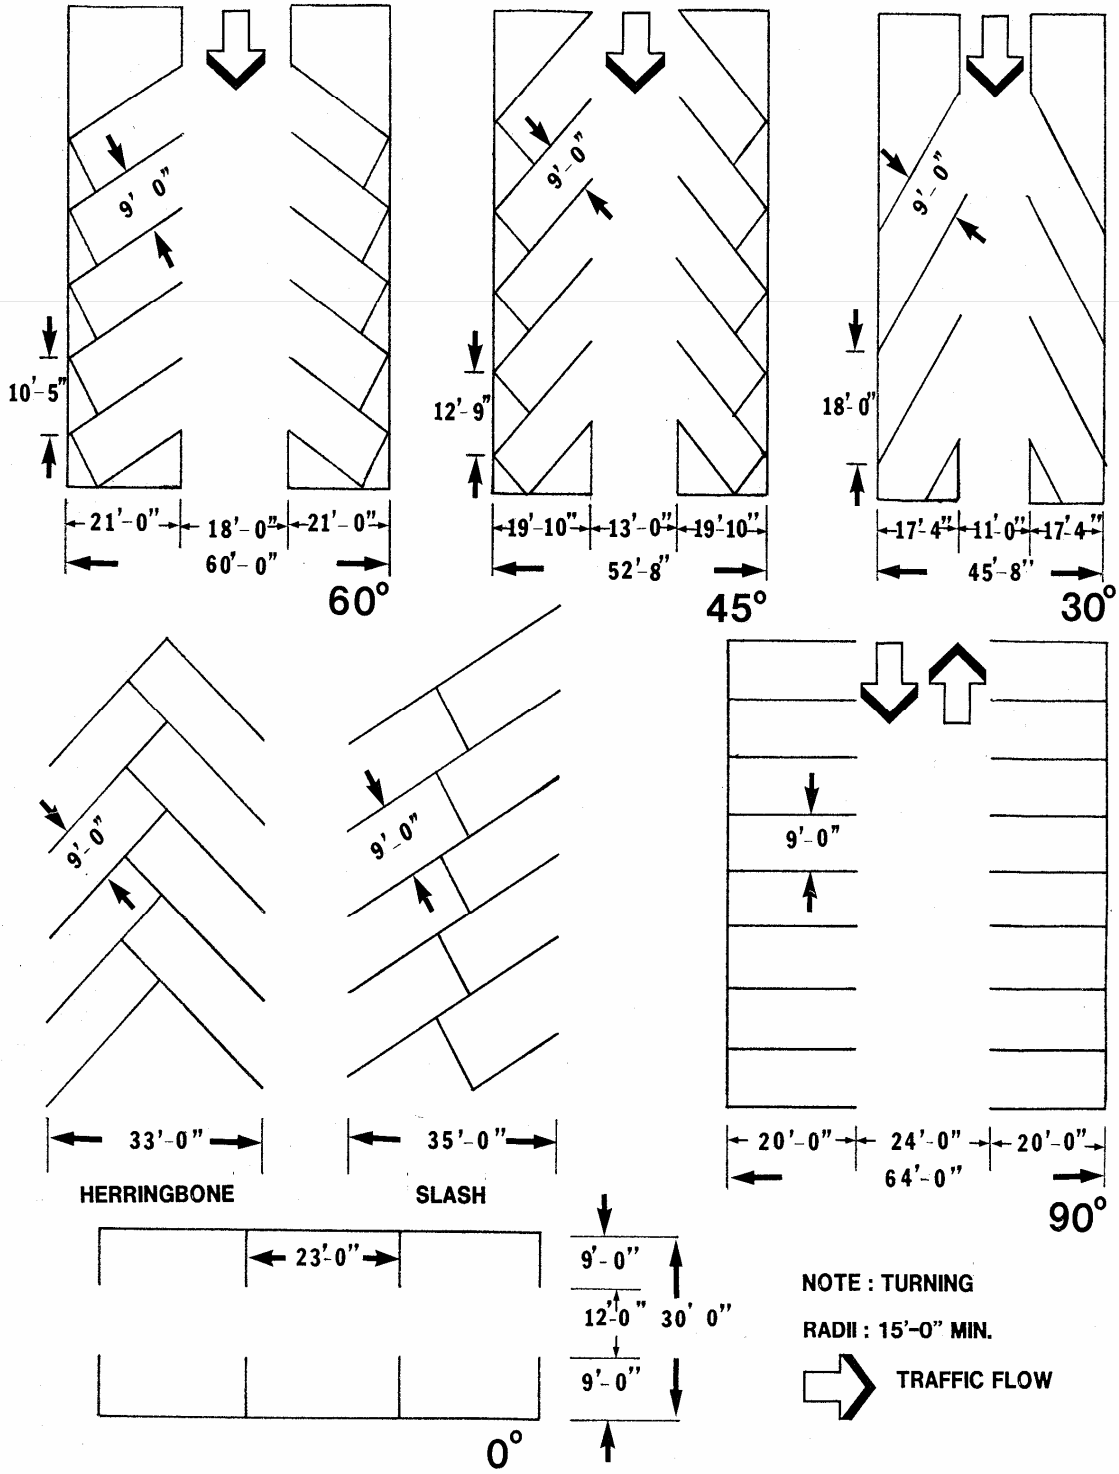 9' 0"
10'-5"
21'-0" 18'-0" 21'-0"
60'-0"
60°
9'-0"
12'-9"
19'-10" 13'-0" 19'-10"
52'-8"
45°
9'-0"
18'-0"
17'-4" 11'-0" 17'-4"
45'-8"
30°
9'-0"
33'-0"
HERRINGBONE
9'-0"
35'-0"
SLASH
9'-0"
20'-0" 24'-0" 20'-0"
64'-0"
90°
23'-0"
9'-0"
12'-0" 30' 0"
9'-0"
0°
NOTE : TURNING
RADII : 15'-0" MIN.
TRAFFIC FLOW